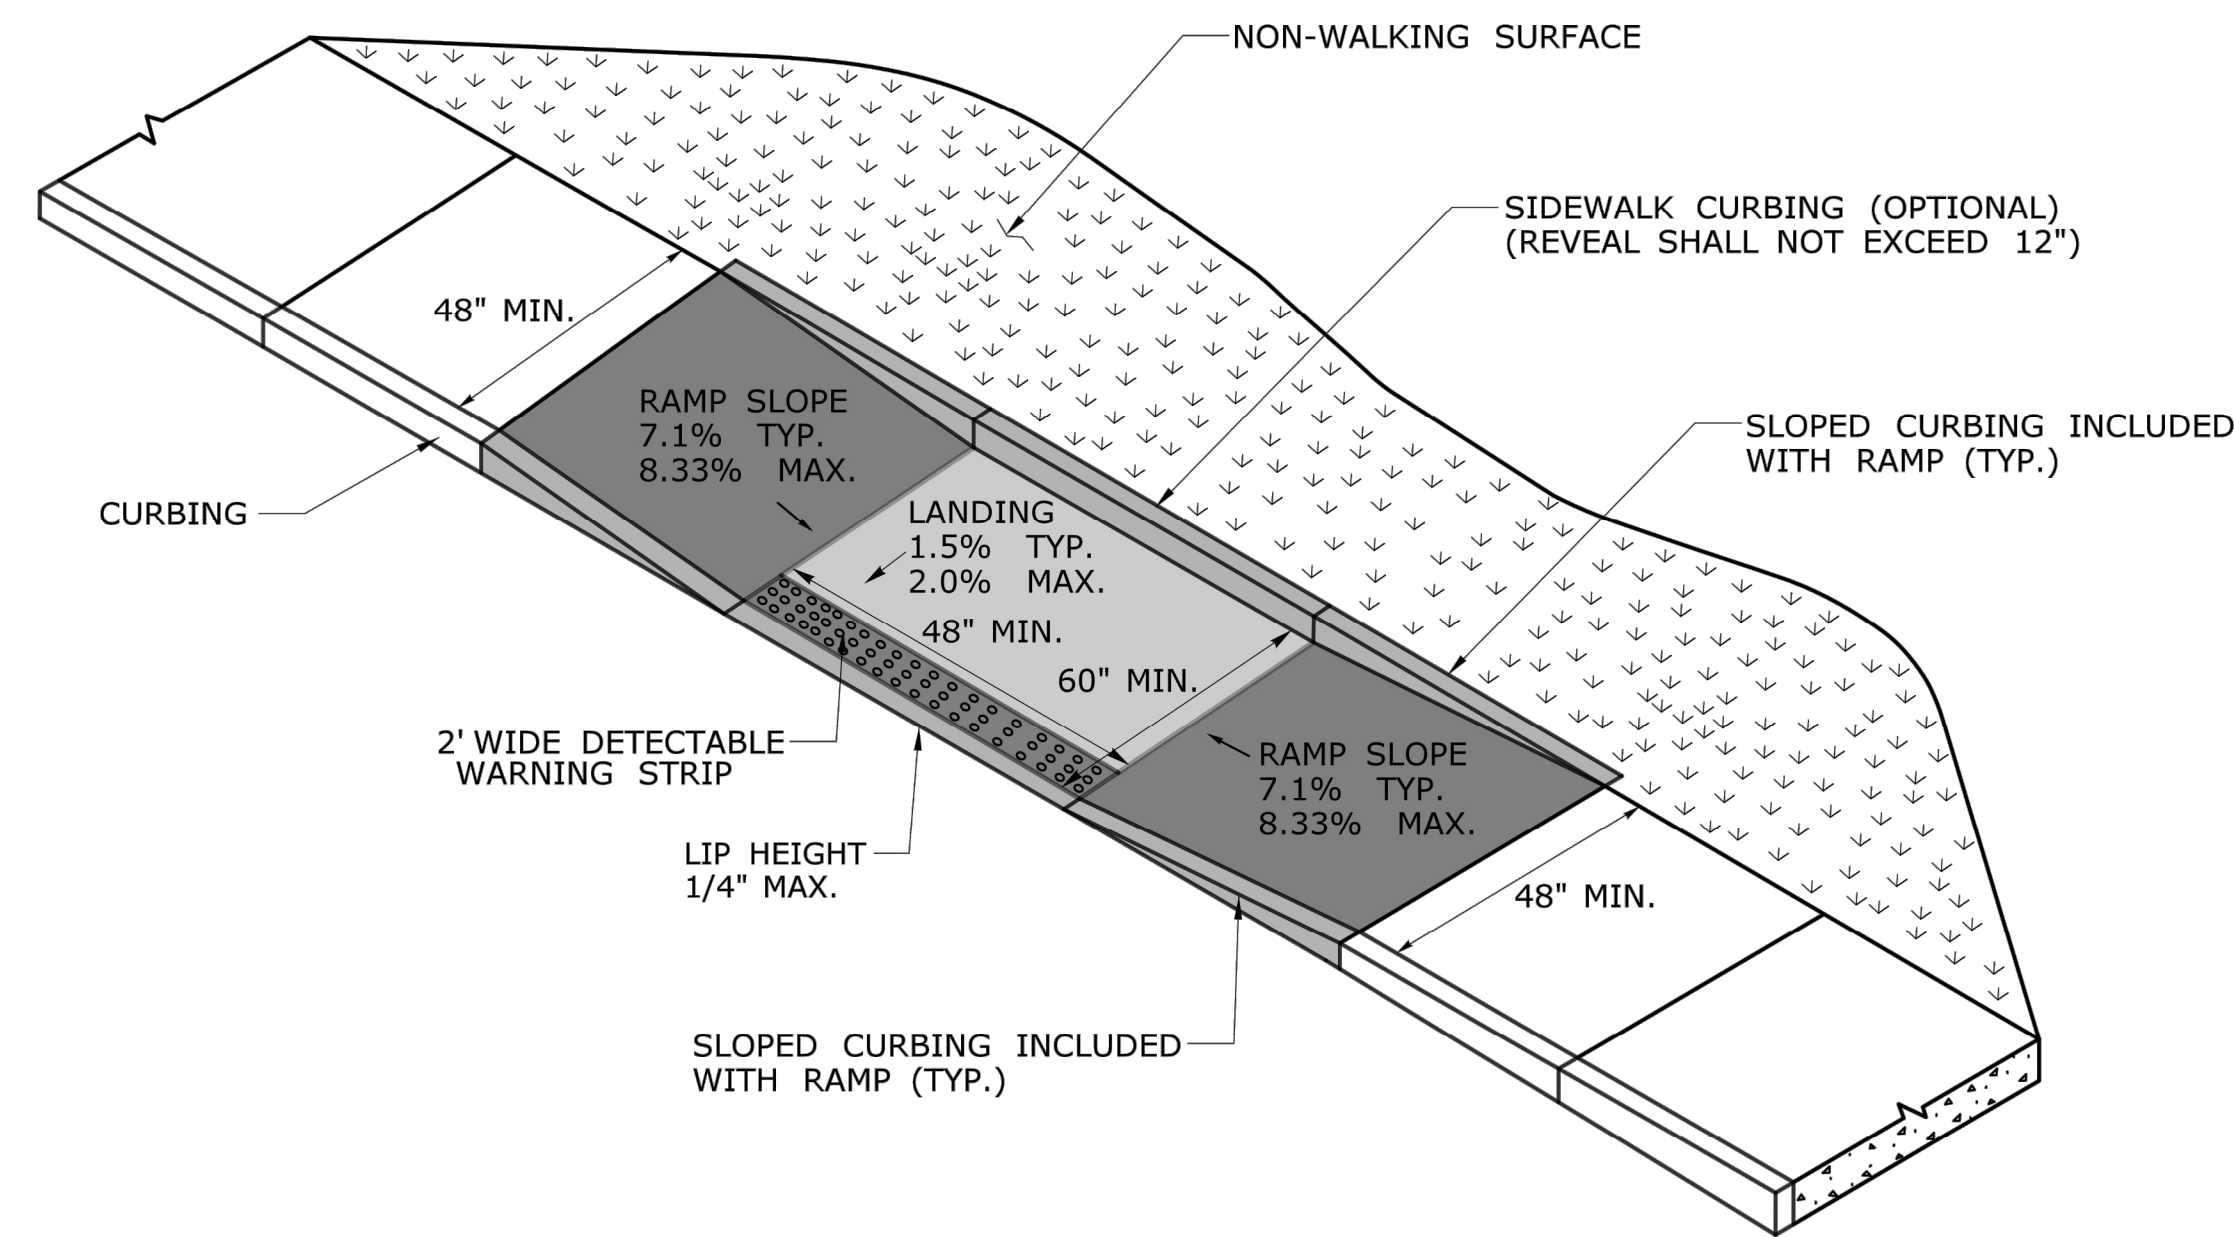 NON-WALKING SURFACE
SIDEWALK CURBING (OPTIONAL)
(REVEAL SHALL NOT EXCEED 12")
48" MIN.
RAMP SLOPE
7.1% TYP.
8.33% MAX.
SLOPED CURBING INCLUDED
WITH RAMP (TYP.)
CURBING
LANDING
1.5% TYP.
2.0% MAX.
48" MIN.
60" MIN.
2' WIDE DETECTABLE
WARNING STRIP
RAMP SLOPE
7.1% TYP.
8.33% MAX.
LIP HEIGHT
1/4" MAX.
48" MIN.
SLOPED CURBING INCLUDED
WITH RAMP (TYP.)